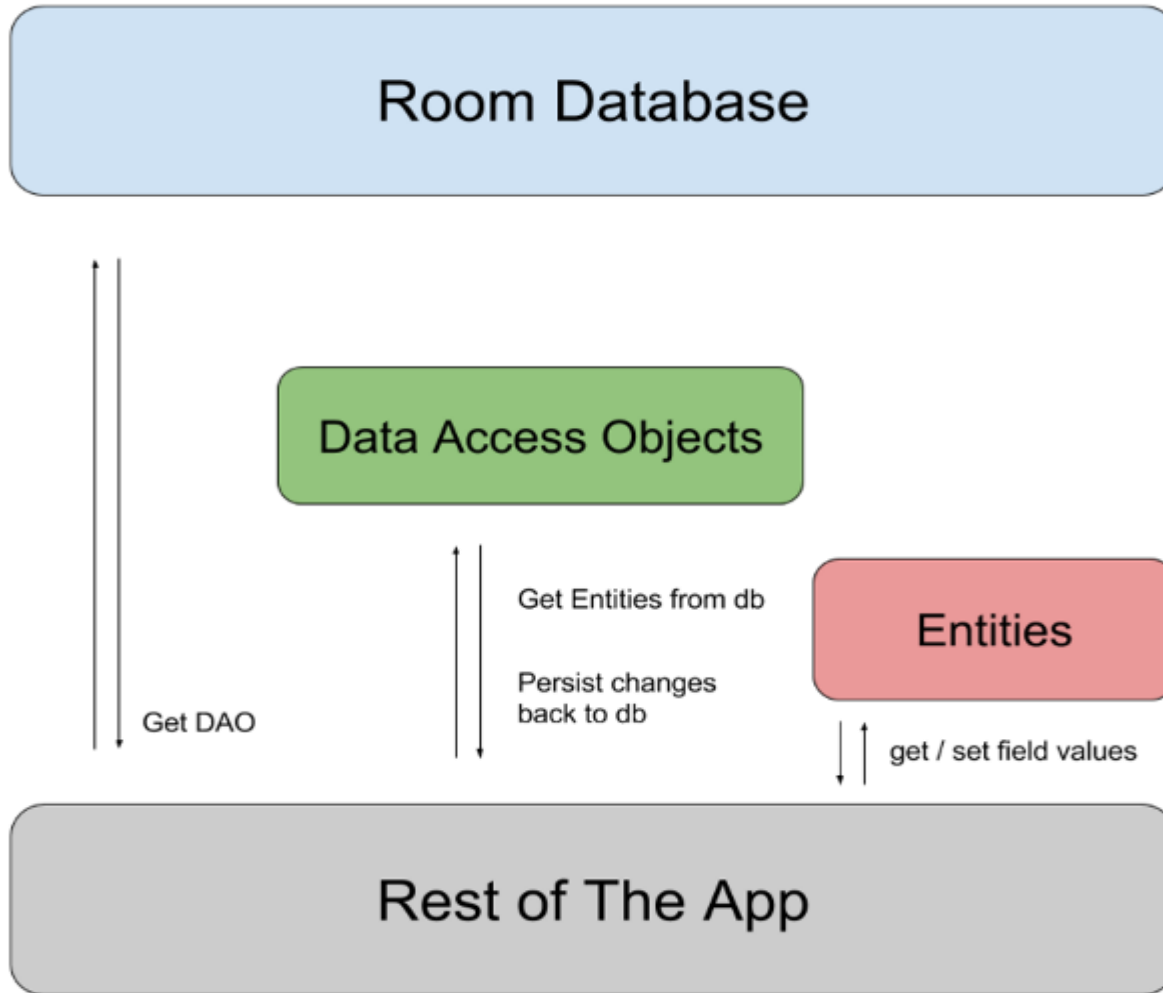 Room Database
Data Access Objects
Get Entities from db
Entities
Persist changes
back to db
Get DAO
get / set field values
Rest of The App